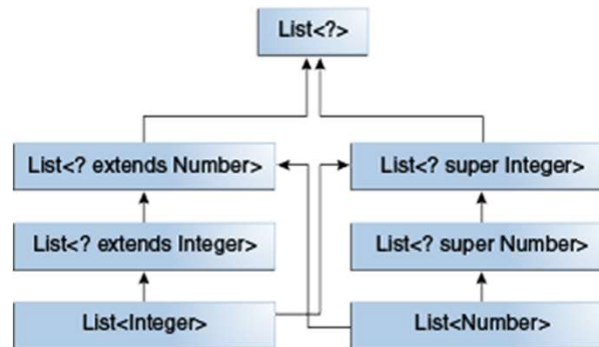 List<?>
List<? extends Number>
List<? super Integer>
List<? extends Integer>
List<? super Number>
List<Integer>
List<Number>